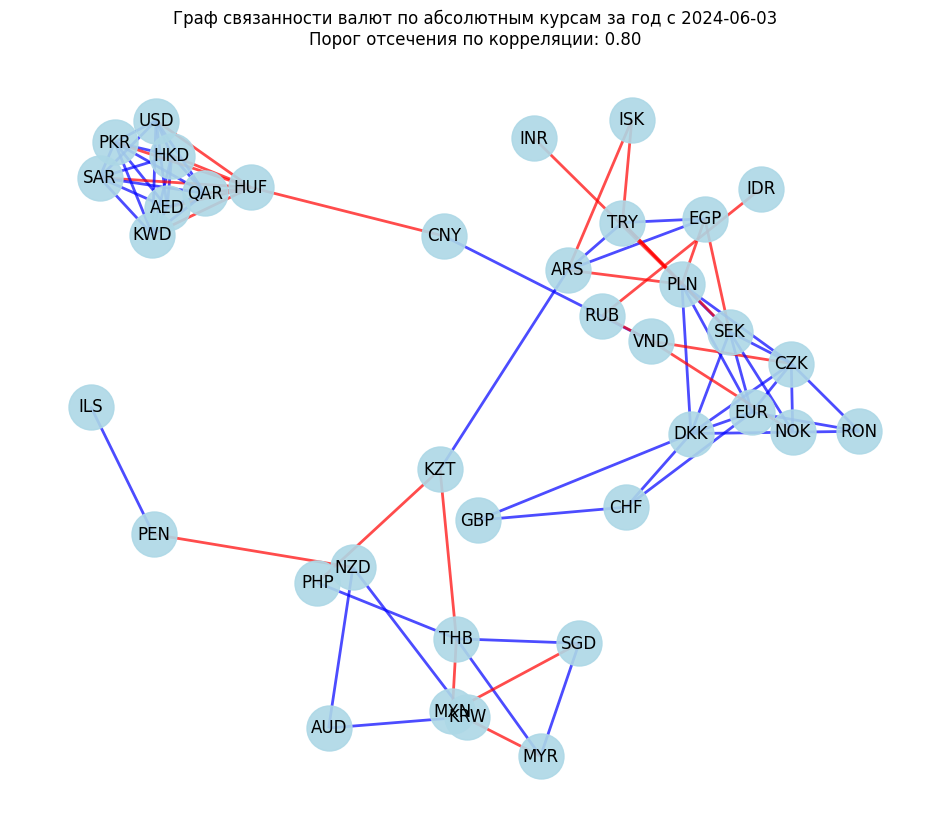 Граф связанности валют по абсолютным курсам за год с 2024-06-03
Порог отсечения по корреляции: 0.80
USD
ISK
INR
PKR
HKD
SAR
QAR
HUF
IDR
AED
EGP
TRY
KWD
CNY
ARS
PLN
RUB
SEK
VND
CZK
ILS
EUR
DKK
NOK
RON
KZT
CHF
GBP
PEN
NZD
PHP
THB
SGD
MXN
KRW
AUD
MYR